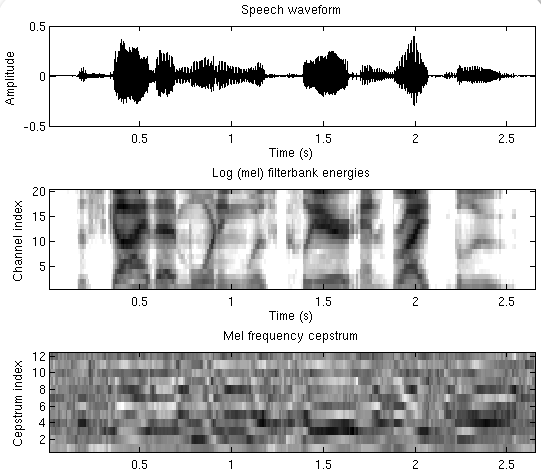 Speech waveform
0.5
0
-0.5
Amplitude
0.5 1 1.5 2 2.5
Time (s)
Log (mel) filterbank energies
20
15
10
5
Channel index
0.5 1 1.5 2 2.5
Time (s)
Mel frequency cepstrum
12
10
8
6
4
2
Cepstrum index
0.5 1 1.5 2 2.5